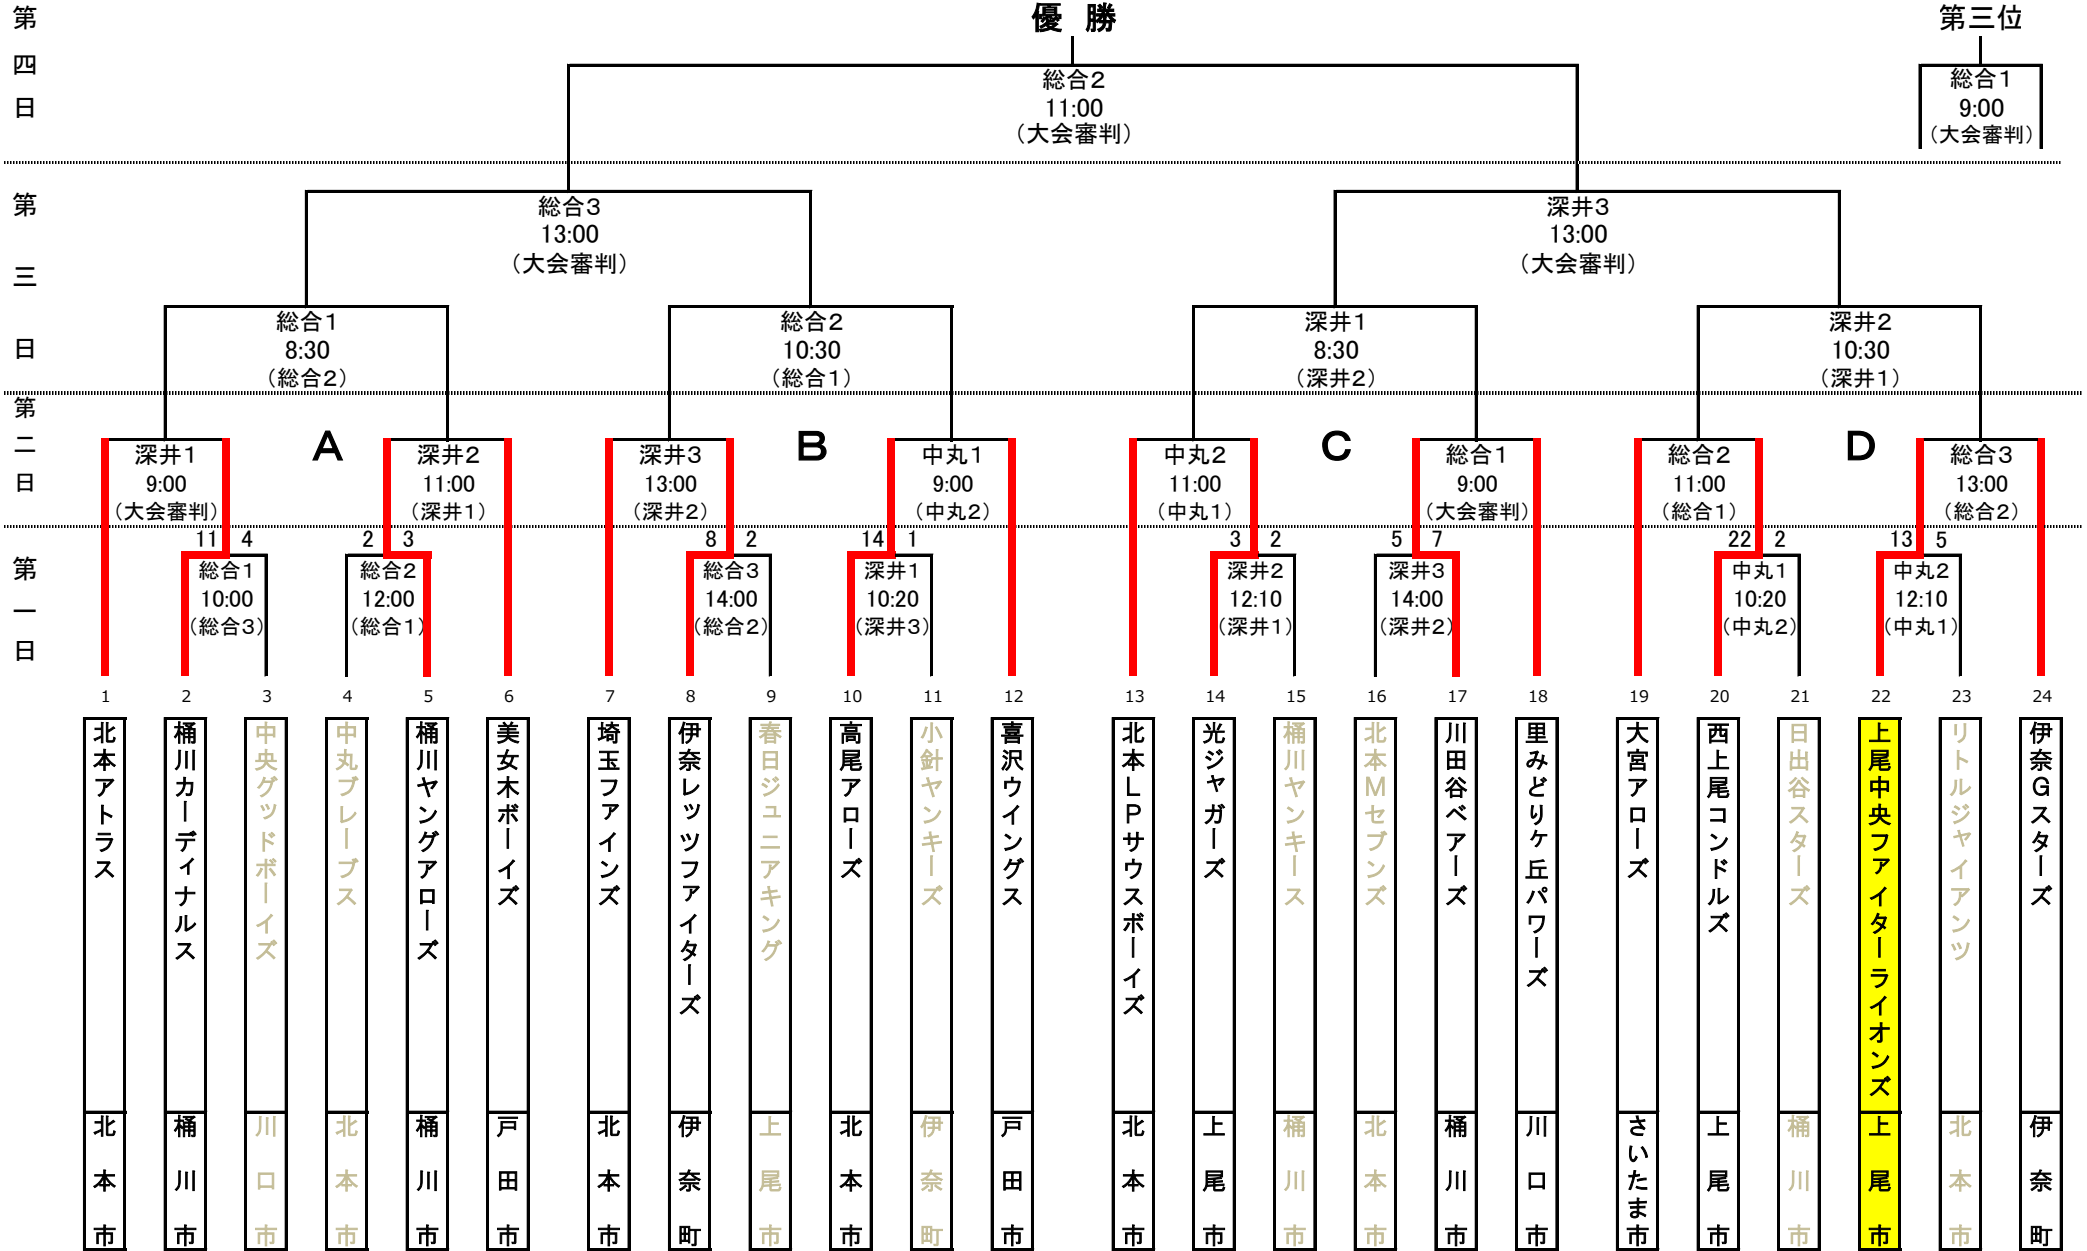 優 勝
第三位
第四日
総合2
11:00
(大会審判)
総合1
9:00
(大会審判)
第三日
総合3
13:00
(大会審判)
深井3
13:00
(大会審判)
総合1
8:30
(総合2)
総合2
10:30
(総合1)
深井1
8:30
(深井2)
深井2
10:30
(深井1)
第二日
A
B
C
D
深井1
9:00
(大会審判)
深井2
11:00
(深井1)
深井3
13:00
(深井2)
中丸1
9:00
(中丸2)
中丸2
11:00
(中丸1)
総合1
9:00
(大会審判)
総合2
11:00
(総合1)
総合3
13:00
(総合2)
第一日
11 4
総合1
10:00
(総合3)
2 3
総合2
12:00
(総合1)
8 2
総合3
14:00
(総合2)
14 1
深井1
10:20
(深井3)
3 2
深井2
12:10
(深井1)
5 7
深井3
14:00
(深井2)
22 2
中丸1
10:20
(中丸2)
13 5
中丸2
12:10
(中丸1)
1 2 3 4 5 6 7 8 9 10 11 12 13 14 15 16 17 18 19 20 21 22 23 24
北本アトラス
北本市
桶川カーディナルス
桶川市
中央グッドボーイズ
川口市
中丸ブレーブス
北本市
桶川ヤングアローズ
桶川市
美女木ボーイズ
戸田市
埼玉ファインズ
北本市
伊奈レッツファイターズ
伊奈町
春日ジュニアキング
上尾市
高尾アローズ
北本市
小針ヤンキーズ
伊奈町
喜沢ウイングス
戸田市
北本LPサウスボーイズ
北本市
光ジャガーズ
上尾市
桶川ヤンキース
桶川市
北本Mセブンズ
北本市
川田谷ベアーズ
桶川市
里みどりヶ丘パワーズ
川口市
大宮アローズ
さいたま市
西上尾コンドルズ
上尾市
日出谷スターズ
桶川市
上尾中央ファイターライオンズ
上尾市
リトルジャイアンツ
北本市
伊奈Gスターズ
伊奈町